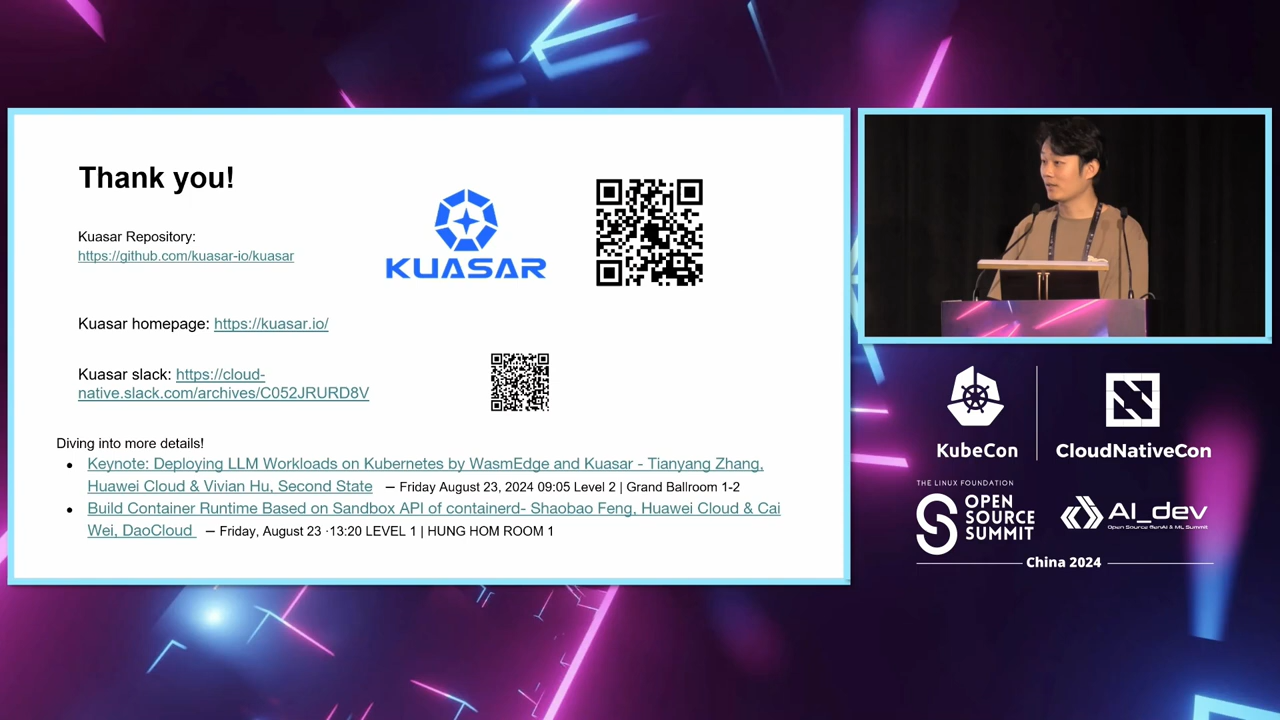 Thank you!
Kuasar Repository:
https://github.com/kuasar-io/kuasar
KUASAR
Kuasar homepage: https://kuasar.io/
Kuasar slack: https://cloud-
native.slack.com/archives/C052JRURD8V
Diving into more details!
• Keynote: Deploying LLM Workloads on Kubernetes by WasmEdge and Kuasar - Tianyang Zhang,
Huawei Cloud & Vivian Hu, Second State — Friday August 23, 2024 09:05 Level 2 | Grand Ballroom 1-2
• Build Container Runtime Based on Sandbox API of containerd- Shaobao Feng, Huawei Cloud & Cai
Wei, DaoCloud — Friday, August 23 ·13:20 LEVEL 1 | HUNG HOM ROOM 1
KubeCon
CloudNativeCon
THE LINUX FOUNDATION
OPEN
SOURCE
SUMMIT
AI_dev
Open Source GenAI & ML Summit
China 2024